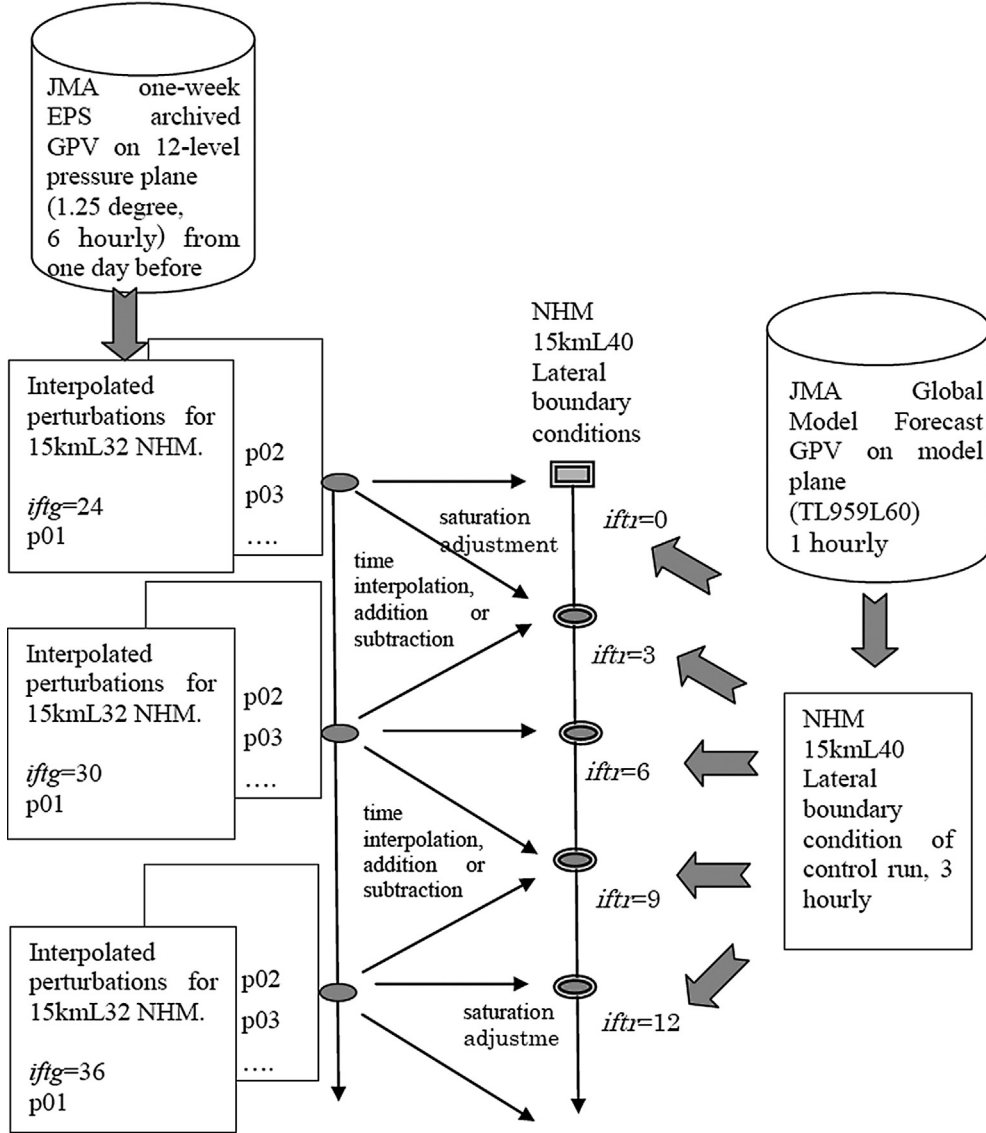 JMA one-week
EPS archived
GPV on 12-level
pressure plane
(1.25 degree,
6 hourly) from
one day before
Interpolated
perturbations for
15kmL32 NHM.
iftg=24
p01
p02
p03
....
Interpolated
perturbations for
15kmL32 NHM.
iftg=30
p01
p02
p03
....
Interpolated
perturbations for
15kmL32 NHM.
iftg=36
p01
p02
p03
....
saturation
adjustment
time
interpolation,
addition or
subtraction
time
interpolation,
addition or
subtraction
saturation
adjustme
NHM
15kmL40
Lateral
boundary
conditions
iftr=0
iftr=3
iftr=6
iftr=9
iftr=12
JMA Global
Model Forecast
GPV on model
plane
(TL959L60)
1 hourly
NHM
15kmL40
Lateral
boundary
condition of
control run, 3
hourly